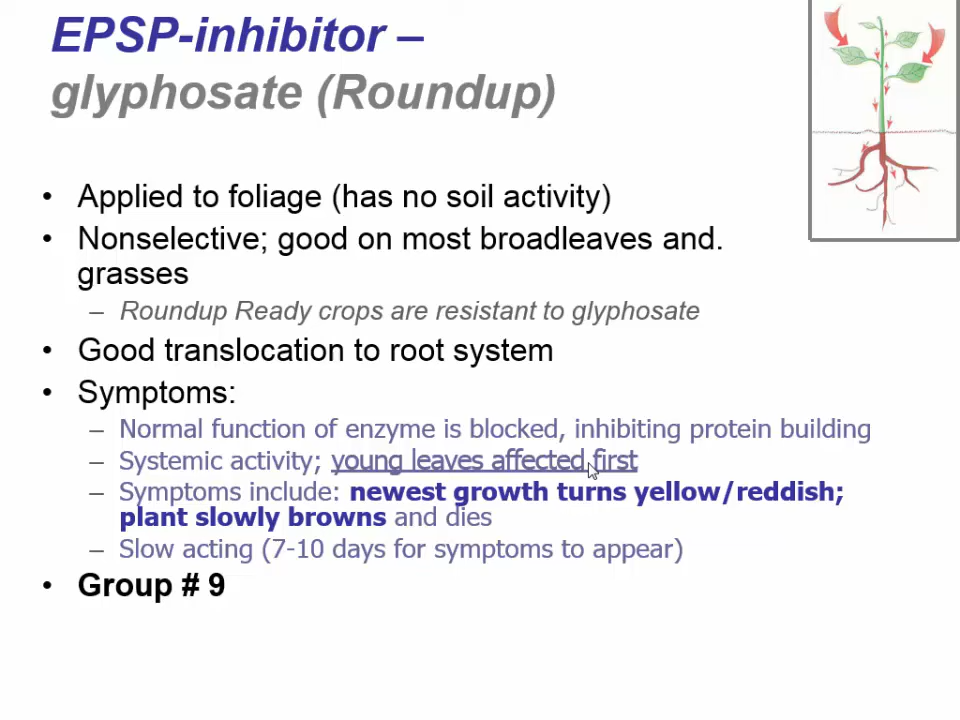 EPSP-inhibitor –
glyphosate (Roundup)
• Applied to foliage (has no soil activity)
• Nonselective; good on most broadleaves and.
grasses
– Roundup Ready crops are resistant to glyphosate
• Good translocation to root system
• Symptoms:
– Normal function of enzyme is blocked, inhibiting protein building
– Systemic activity; young leaves affected first
– Symptoms include: newest growth turns yellow/reddish;
plant slowly browns and dies
– Slow acting (7-10 days for symptoms to appear)
• Group # 9